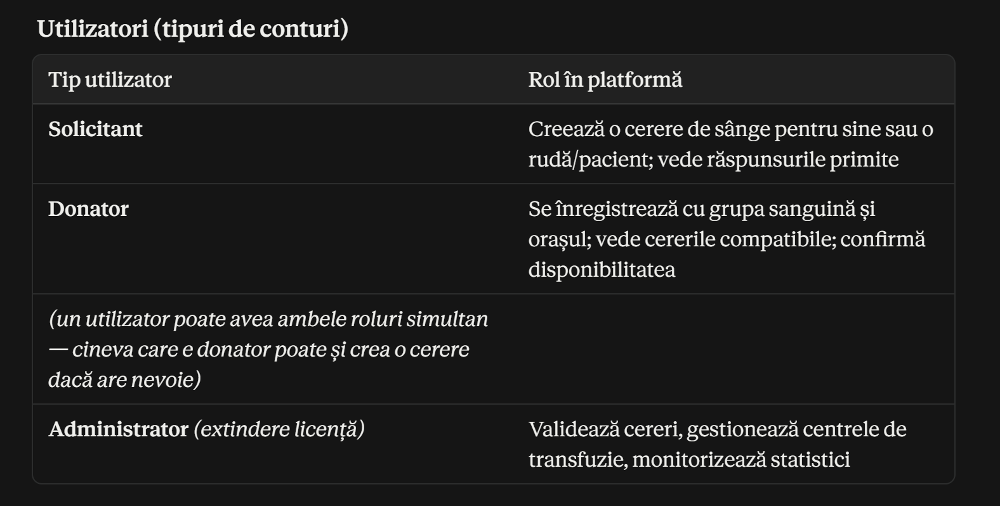 Utilizatori (tipuri de conturi)
Tip utilizator
Rol în platformă
Solicitant
Creează o cerere de sânge pentru sine sau o
rudă/pacient; vede răspunsurile primite
Donator
Se înregistrează cu grupa sanguină și
orașul; vede cererile compatibile; confirmă
disponibilitatea
(un utilizator poate avea ambele roluri simultan
— cineva care e donator poate și crea o cerere
dacă are nevoie)
Administrator (extindere licență)
Validează cereri, gestionează centrele de
transfuzie, monitorizează statistici